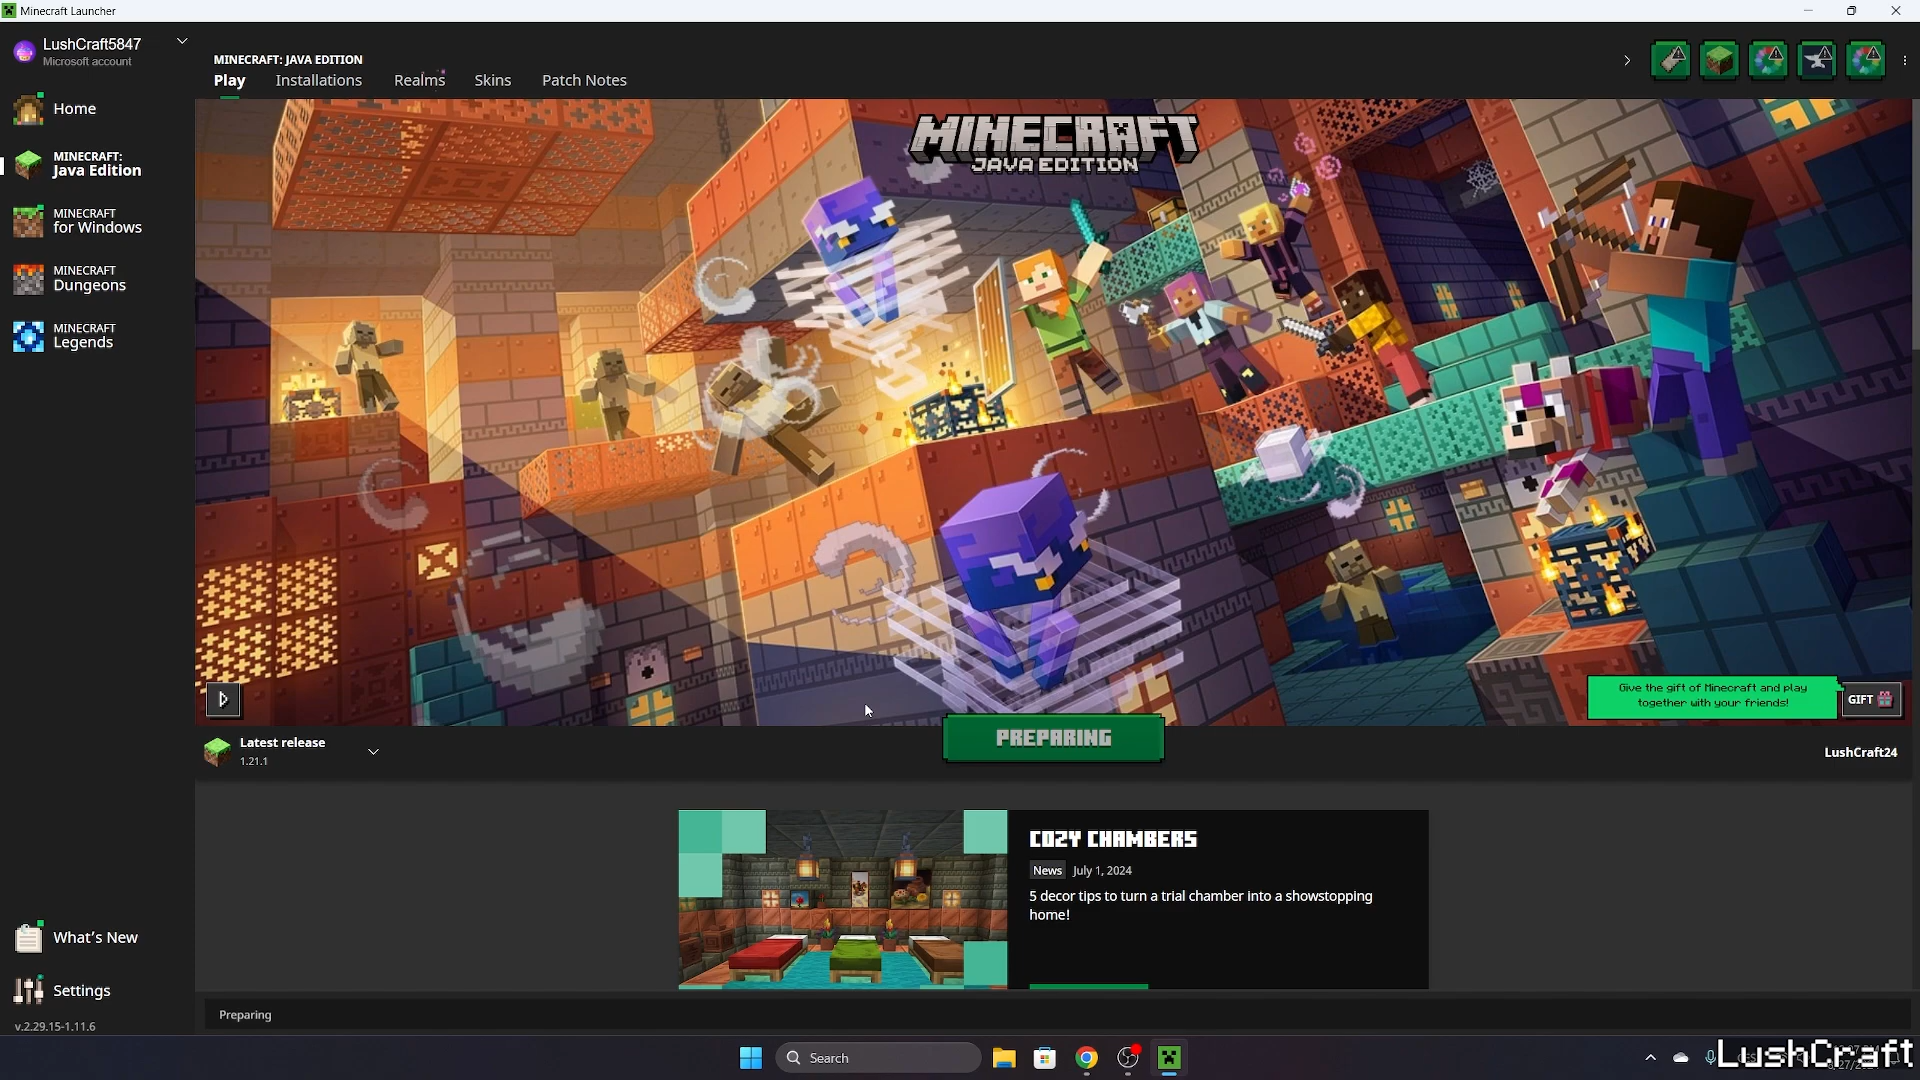 Minecraft Launcher
LushCraft5847
Microsoft account
MINECRAFT: JAVA EDITION
Play
Installations
Realms
Skins
Patch Notes
Home
MINECRAFT:
Java Edition
MINECRAFT
for Windows
MINECRAFT
Dungeons
MINECRAFT
Legends
MINECRAFT
JAVA EDITION
Give the gift of Minecraft and play
together with your friends!
GIFT
Latest release
1.21.1
PREPARING
LushCraft24
COZY CHAMBERS
News July 1, 2024
5 decor tips to turn a trial chamber into a showstopping
home!
What's New
Settings
v.2.29.15-1.11.6
Preparing
Search
LushCraft